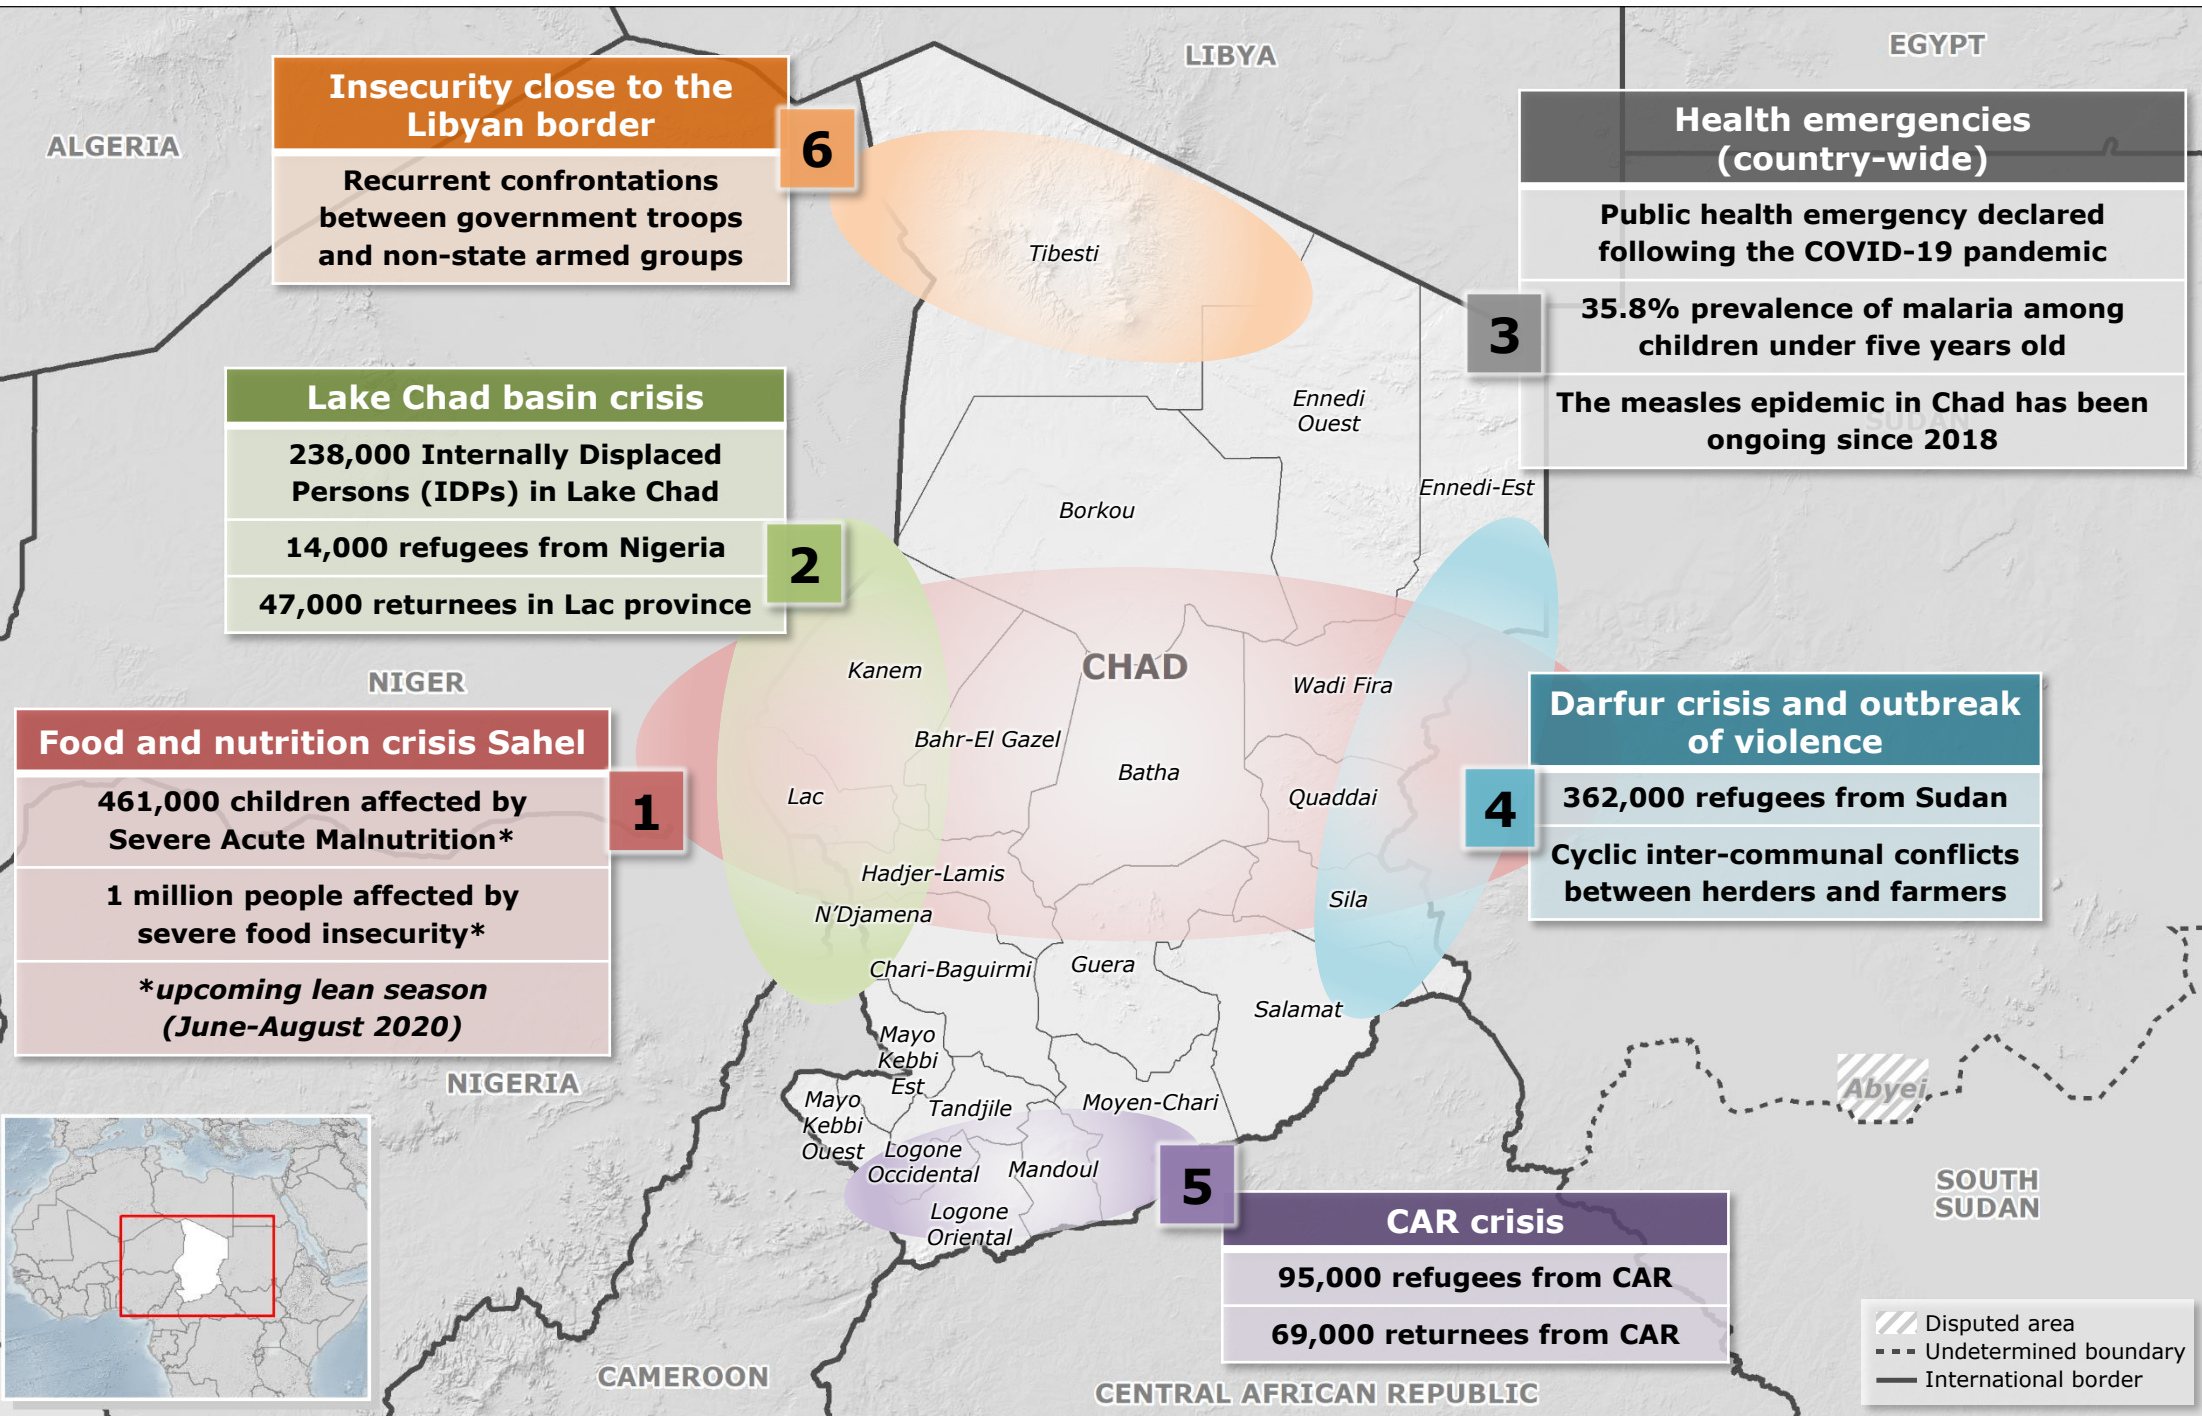 LIBYA
EGYPT
ALGERIA
Insecurity close to the
Libyan border
6
Recurrent confrontations
between government troops
and non-state armed groups
Health emergencies
(country-wide)
Public health emergency declared
following the COVID-19 pandemic
3
35.8% prevalence of malaria among
children under five years old
The measles epidemic in Chad has been
ongoing since 2018
SUDAN
Tibesti
Ennedi
Ouest
Ennedi-Est
Borkou
Lake Chad basin crisis
238,000 Internally Displaced
Persons (IDPs) in Lake Chad
2
14,000 refugees from Nigeria
47,000 returnees in Lac province
NIGER
CHAD
Kanem
Wadi Fira
Bahr-El Gazel
Batha
Lac
Quaddai
Hadjer-Lamis
Sila
N'Djamena
Chari-Baguirmi
Guera
Salamat
Food and nutrition crisis Sahel
1
461,000 children affected by
Severe Acute Malnutrition*
1 million people affected by
severe food insecurity*
*upcoming lean season
(June-August 2020)
Darfur crisis and outbreak
of violence
4
362,000 refugees from Sudan
Cyclic inter-communal conflicts
between herders and farmers
NIGERIA
Mayo
Kebbi
Est
Mayo
Kebbi
Ouest
Tandjile
Moyen-Chari
Logone
Occidental
Mandoul
Logone
Oriental
Abyei
SOUTH
SUDAN
5
CAR crisis
95,000 refugees from CAR
69,000 returnees from CAR
CAMEROON
CENTRAL AFRICAN REPUBLIC
Disputed area
Undetermined boundary
International border